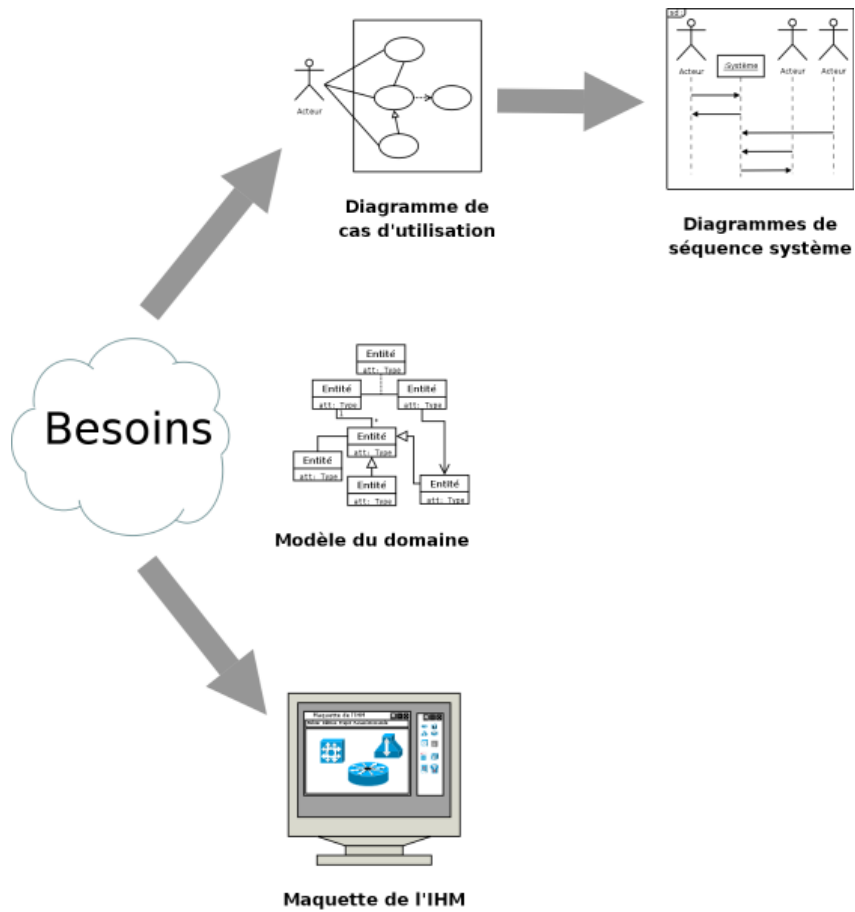 Acteur
Diagramme de
cas d'utilisation
sd
Acteur
:Système
Acteur
Acteur
Diagrammes de
séquence système
Besoins
Entité
att: Type
Entité
att: Type
Entité
att: Type
1
*
Entité
att: Type
Entité
att: Type
Entité
att: Type
Entité
att: Type
Modèle du domaine
Maquette de l'IHM
Maquette de l'IHM